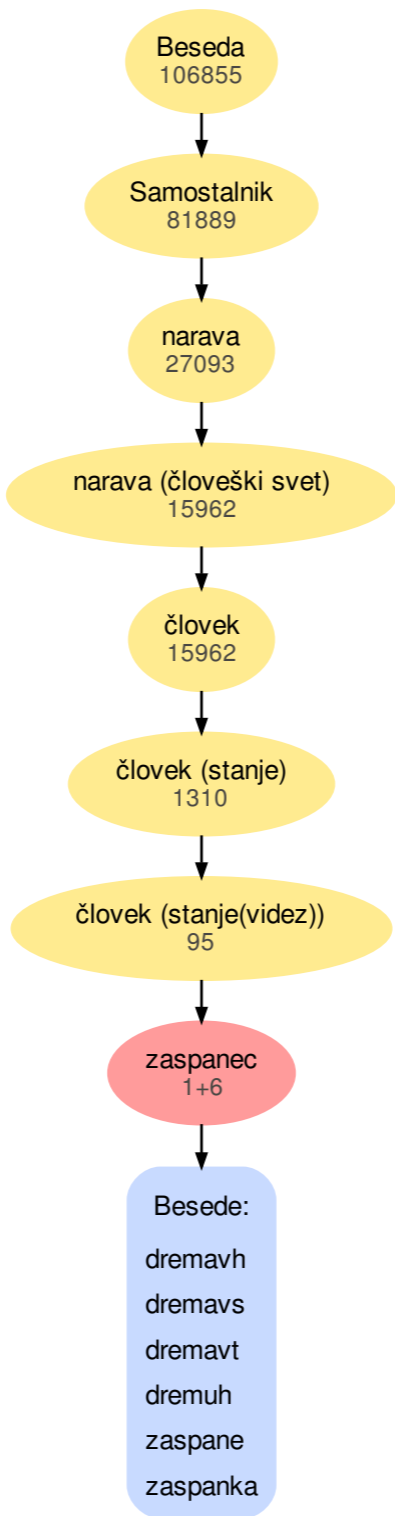 Beseda
106855
Samostalnik
81889
narava
27093
narava (človeški svet)
15962
človek
15962
človek (stanje)
1310
človek (stanje(videz))
95
zaspanec
1+6
Besede:
dremavh
dremavs
dremavt
dremuh
zaspane
zaspanka